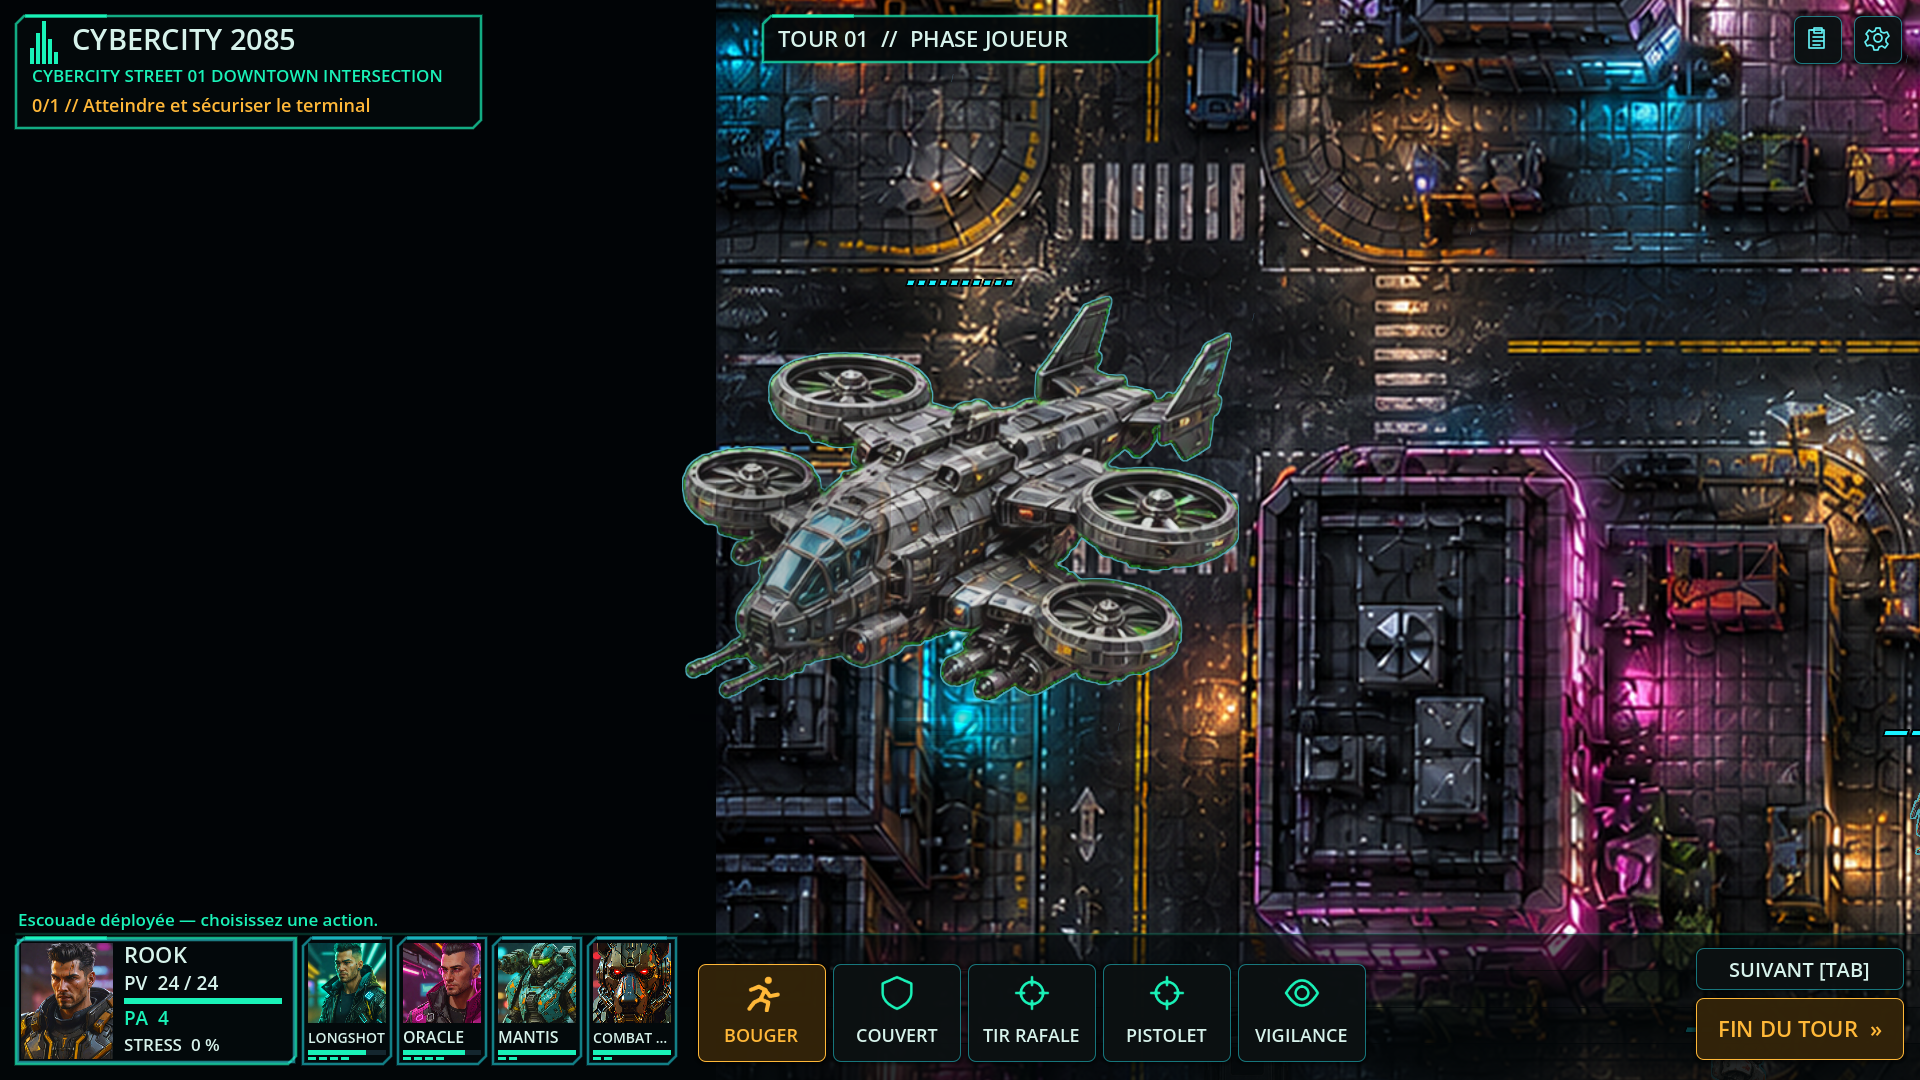 CYBERCITY 2085
CYBERCITY STREET 01 DOWNTOWN INTERSECTION
0/1 // Atteindre et sécuriser le terminal
TOUR 01 // PHASE JOUEUR
Escouade déployée — choisissez une action.
ROOK
PV 24 / 24
PA 4
STRESS 0 %
LONGSHOT
ORACLE
MANTIS
COMBAT ...
BOUGER
COUVERT
TIR RAFALE
PISTOLET
VIGILANCE
SUIVANT [TAB]
FIN DU TOUR »